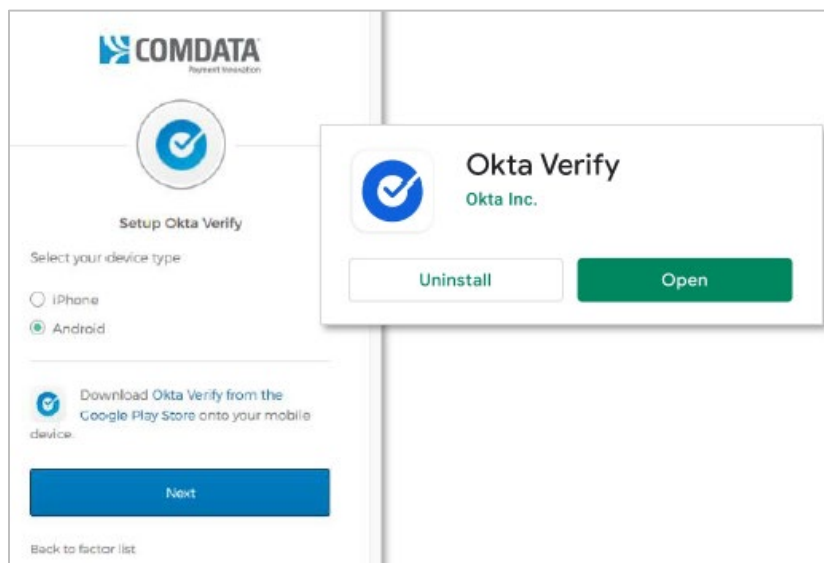 COMDATA
Payment Innovation
Setup Okta Verify
Select your device type
iPhone
Android
Download Okta Verify from the
Google Play Store onto your mobile
device.
Next
Back to factor list
Okta Verify
Okta Inc.
Uninstall
Open